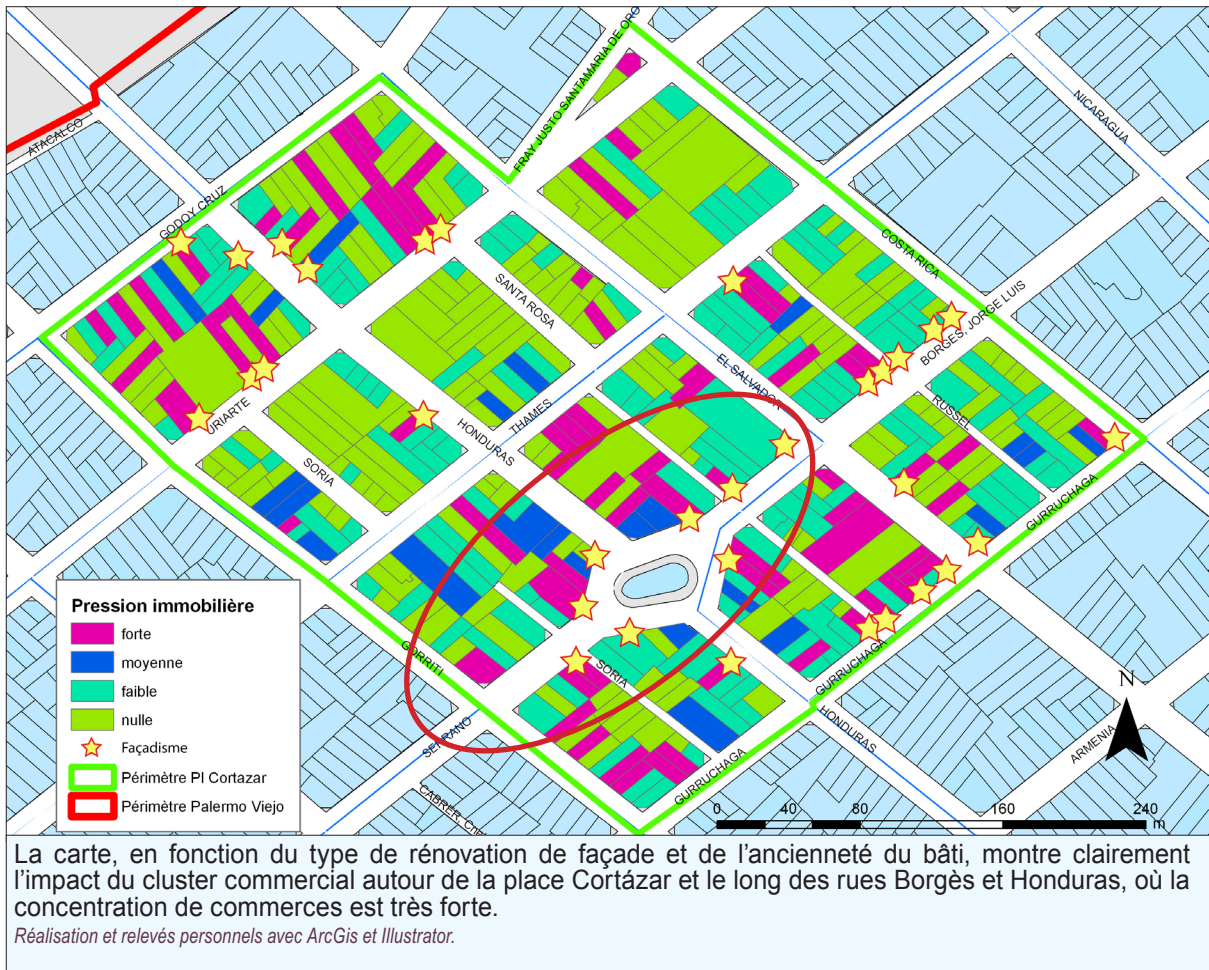 FRAY JUSTO SANTAMARIA DE ORO
NICARAGUA
ATACALCO
GODOY CRUZ
COSTA RICA
SANTA ROSA
BORGES, JORGE LUIS
EL SALVADOR
THAMES
RUSSEL
URIARTE
HONDURAS
SORIA
GURRUCHAGA
Pression immobilière
forte
moyenne
faible
nulle
Façadisme
Périmètre Pl Cortazar
Périmètre Palermo Viejo
GORRITI
SORIA
GURRUCHAGA
SERRANO
HONDURAS
N
ARMENIA
GURRUCHAGA
CABRER,
0 40 80 160 240
m
La carte, en fonction du type de rénovation de façade et de l'ancienneté du bâti, montre clairement
l'impact du cluster commercial autour de la place Cortázar et le long des rues Borgès et Honduras, où la
concentration de commerces est très forte.
Réalisation et relevés personnels avec ArcGis et Illustrator.